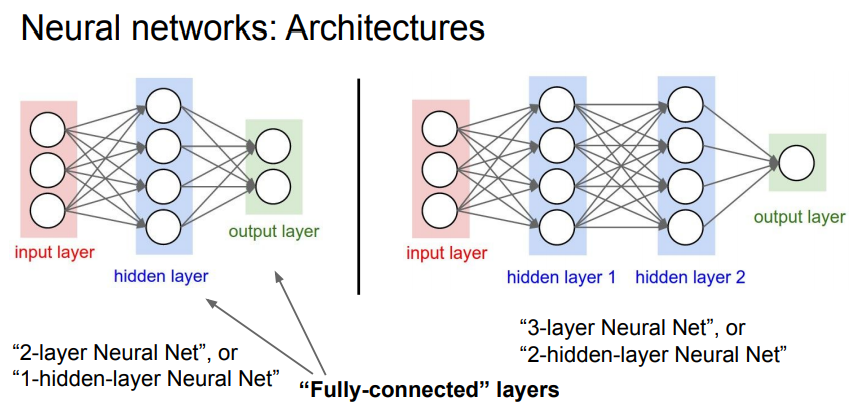 Neural networks: Architectures
input layer
hidden layer
output layer
“2-layer Neural Net”, or
“1-hidden-layer Neural Net”
“Fully-connected” layers
input layer
hidden layer 1
hidden layer 2
output layer
“3-layer Neural Net”, or
“2-hidden-layer Neural Net”